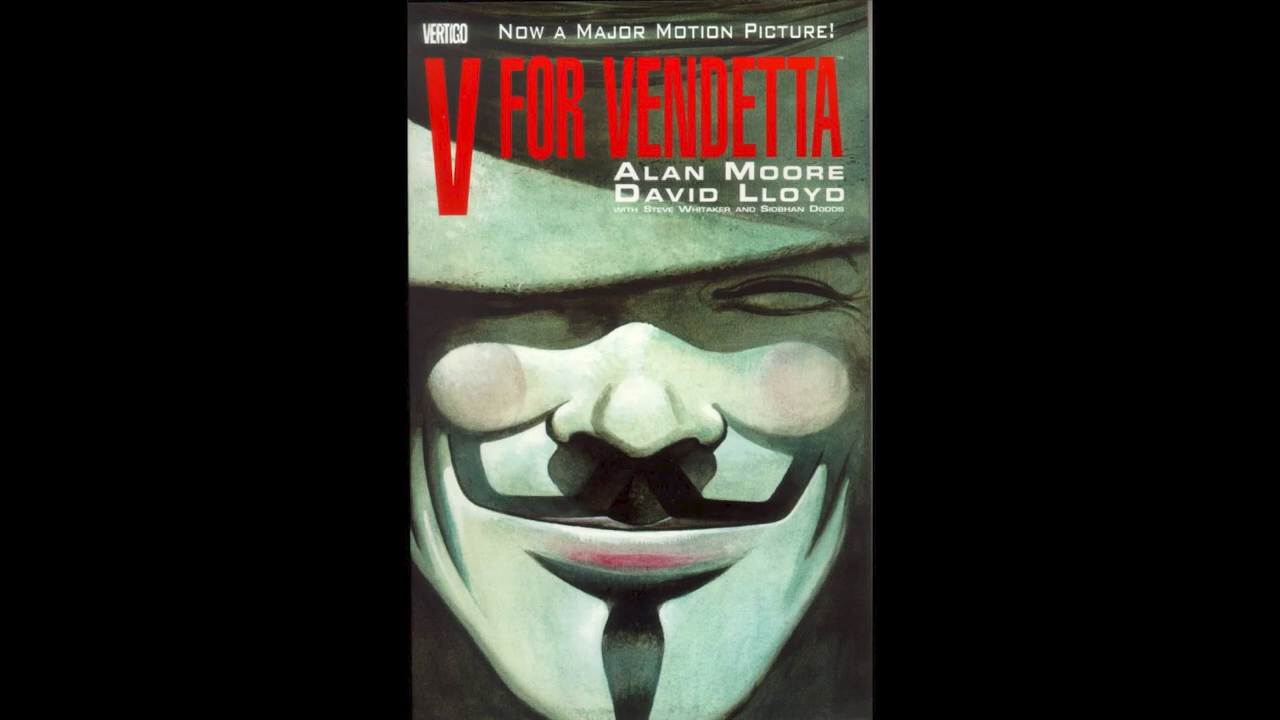 VERTIGO
NOW A MAJOR MOTION PICTURE!
V FOR VENDETTA
ALAN MOORE
DAVID LLOYD
WITH STEVE WHITAKER AND SIOBHAN DODDS